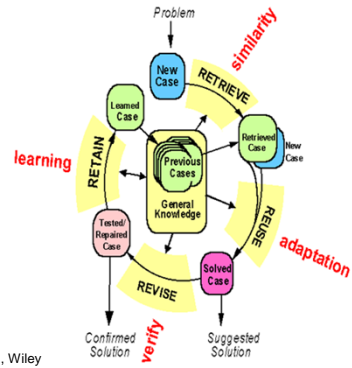 Problem
similarity
New
Case
RETRIEVE
Learned
Case
Retrieved
Case
New
Case
Previous
Cases
learning
RETAIN
General
Knowledge
REUSE
Tested/
Repaired
Case
adaptation
Solved
Case
REVISE
verify
Confirmed
Solution
Suggested
Solution
, Wiley